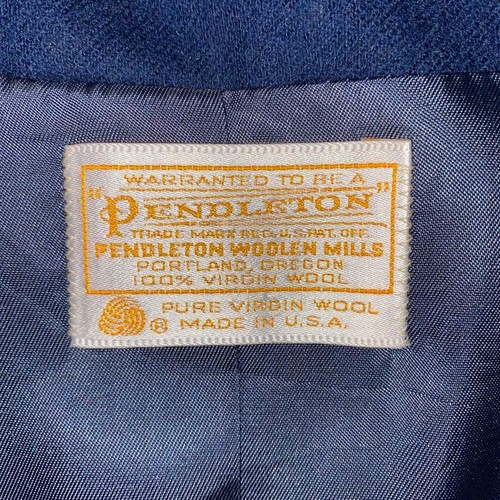 WARRANTED TO BE A
"PENDLETON"
TRADE MARK REG. U.S. PAT. OFF.
PENDLETON WOOLEN MILLS
PORTLAND, OREGON
100% VIRGIN WOOL
PURE VIRGIN WOOL
® MADE IN U.S.A.